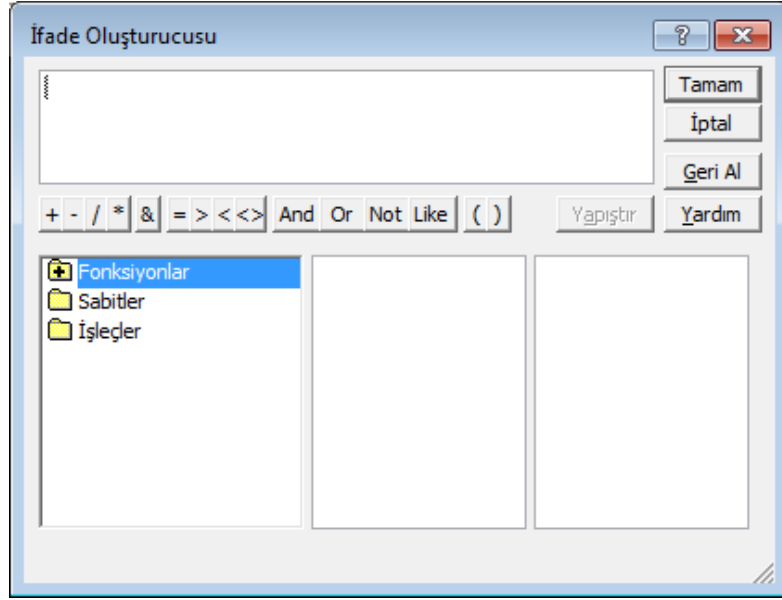 İfade Oluşturucusu
Tamam
İptal
Geri Al
+ - / * & = > < <> And Or Not Like ( ) Yapıştır Yardım
Fonksiyonlar
Sabitler
İşleçler